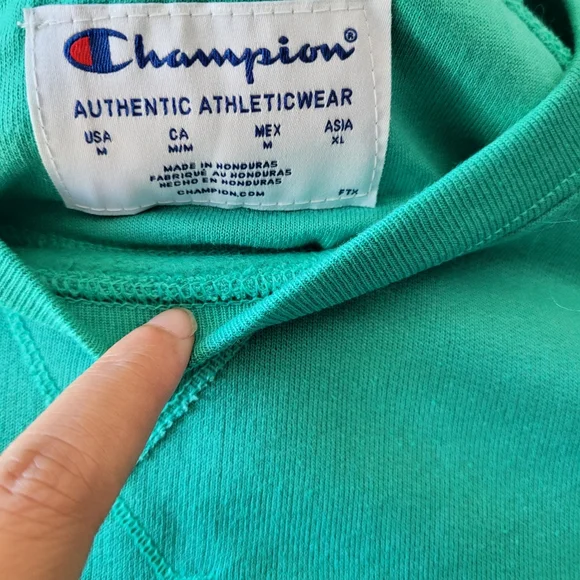 Champion®
AUTHENTIC ATHLETICWEAR
USA CA MEX ASIA
M M/M M XL
MADE IN HONDURAS
FABRIQUÉ AU HONDURAS
HECHO EN HONDURAS
CHAMPION.COM
FTX